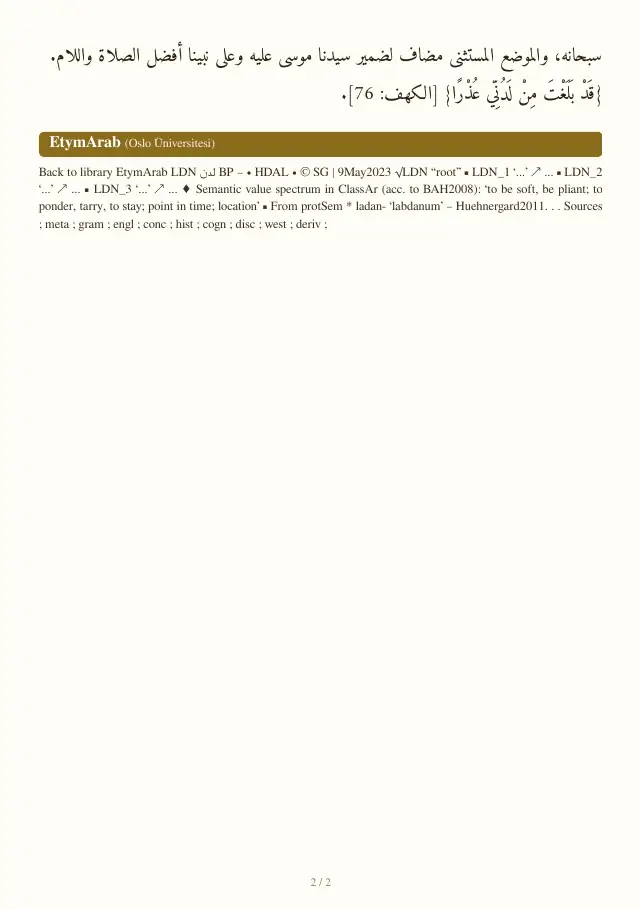 سبحانه، والموضع المستثنى مضاف لضمير سيدنا موسى عليه وعلى نبينا أفضل الصلاة واللام.
{قَدْ بَلَغْتَ مِنْ لَدُنِّي عُذْرًا} [الكهف: 76].
EtymArab (Oslo Üniversitesi)
Back to library EtymArab LDN لدن BP – • HDAL • © SG | 9May2023 √LDN “root” ▪ LDN_1 ‘...’ ↗ ... ▪ LDN_2
‘...’ ↗ ... ▪ LDN_3 ‘...’ ↗ ... ♦ Semantic value spectrum in ClassAr (acc. to BAH2008): ‘to be soft, be pliant; to
ponder, tarry, to stay; point in time; location’ ▪ From protSem * ladan- ‘labdanum’ – Huehnergard2011. . . Sources
; meta ; gram ; engl ; conc ; hist ; cogn ; disc ; west ; deriv ;
2 / 2